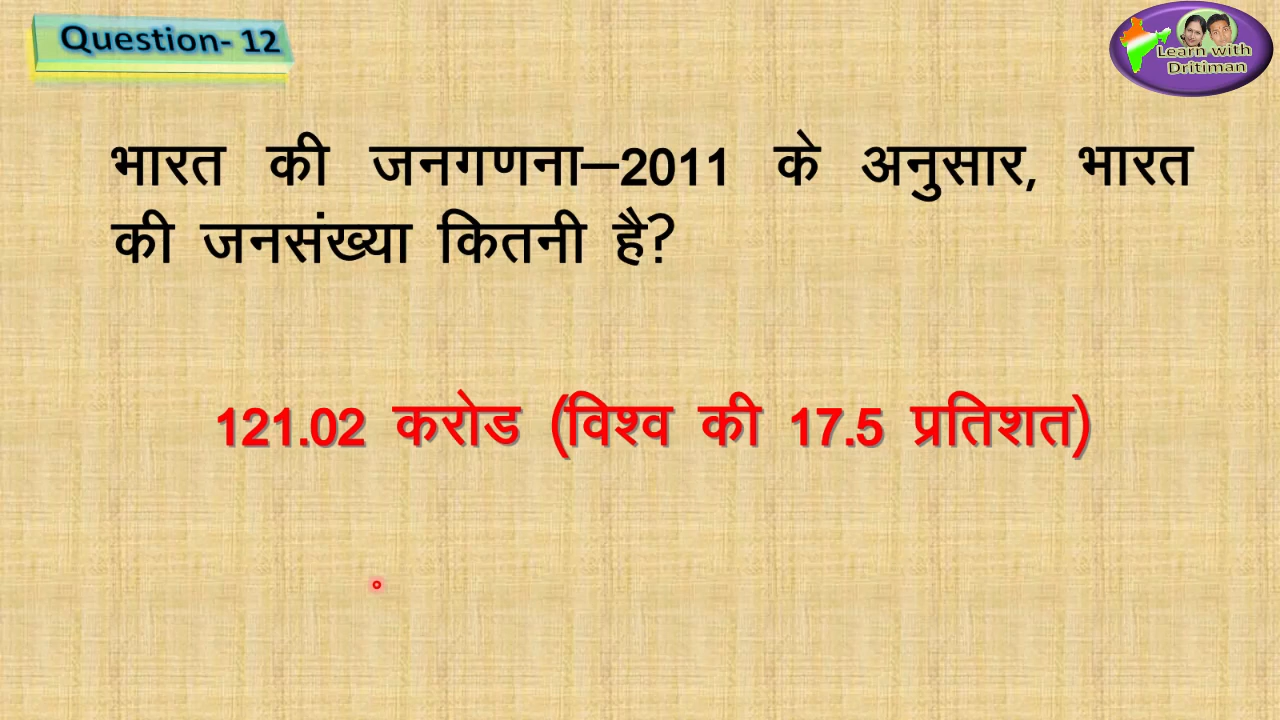 Question- 12
Learn with
Dritiman
भारत की जनगणना–2011 के अनुसार, भारत
की जनसंख्या कितनी है?
121.02 करोड (विश्व की 17.5 प्रतिशत)